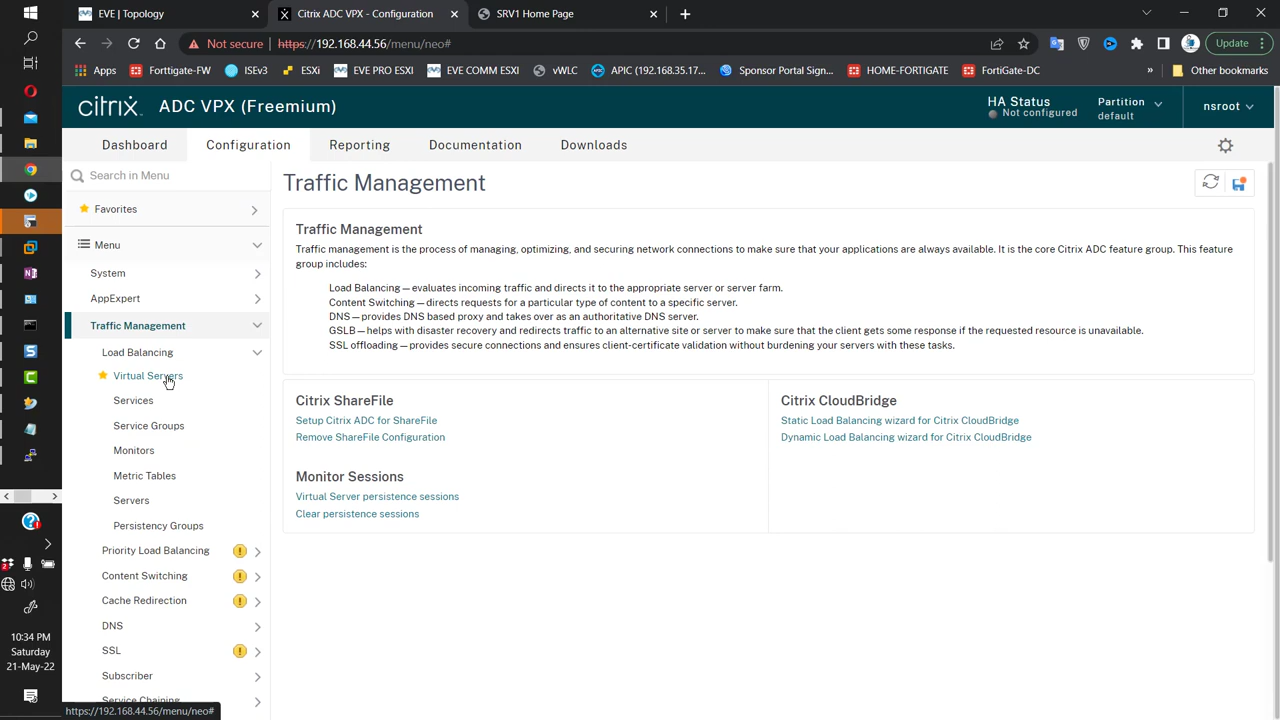 EVE | Topology
Citrix ADC VPX - Configuration
SRV1 Home Page
Not secure
https://192.168.44.56/menu/neo#
Update
Apps
Forttigate-FW
ISEv3
ESXi
EVE PRO ESXI
EVE COMM ESXI
vWLC
APIC (192.168.35.17...
Sponsor Portal Sign...
HOME-FORTIGATE
FortiGate-DC
»
Other bookmarks
citrix
ADC VPX (Freemium)
HA Status
Not configured
Partition
default
nsroot
Dashboard
Configuration
Reporting
Documentation
Downloads
Search in Menu
Favorites
Menu
System
AppExpert
Traffic Management
Load Balancing
Virtual Servers
Services
Service Groups
Monitors
Metric Tables
Servers
Persistency Groups
Priority Load Balancing
Content Switching
Cache Redirection
DNS
SSL
Subscriber
Service Chaining
https://192.168.44.56/menu/neo#
Traffic Management
Traffic Management
Traffic management is the process of managing, optimizing, and securing network connections to make sure that your applications are always available. It is the core Citrix ADC feature group. This feature
group includes:
Load Balancing—evaluates incoming traffic and directs it to the appropriate server or server farm.
Content Switching—directs requests for a particular type of content to a specific server.
DNS—provides DNS based proxy and takes over as an authoritative DNS server.
GSLB—helps with disaster recovery and redirects traffic to an alternative site or server to make sure that the client gets some response if the requested resource is unavailable.
SSL offloading—provides secure connections and ensures client-certificate validation without burdening your servers with these tasks.
Citrix ShareFile
Setup Citrix ADC for ShareFile
Remove ShareFile Configuration
Monitor Sessions
Virtual Server persistence sessions
Clear persistence sessions
Citrix CloudBridge
Static Load Balancing wizard for Citrix CloudBridge
Dynamic Load Balancing wizard for Citrix CloudBridge
10:34 PM
Saturday
21-May-22